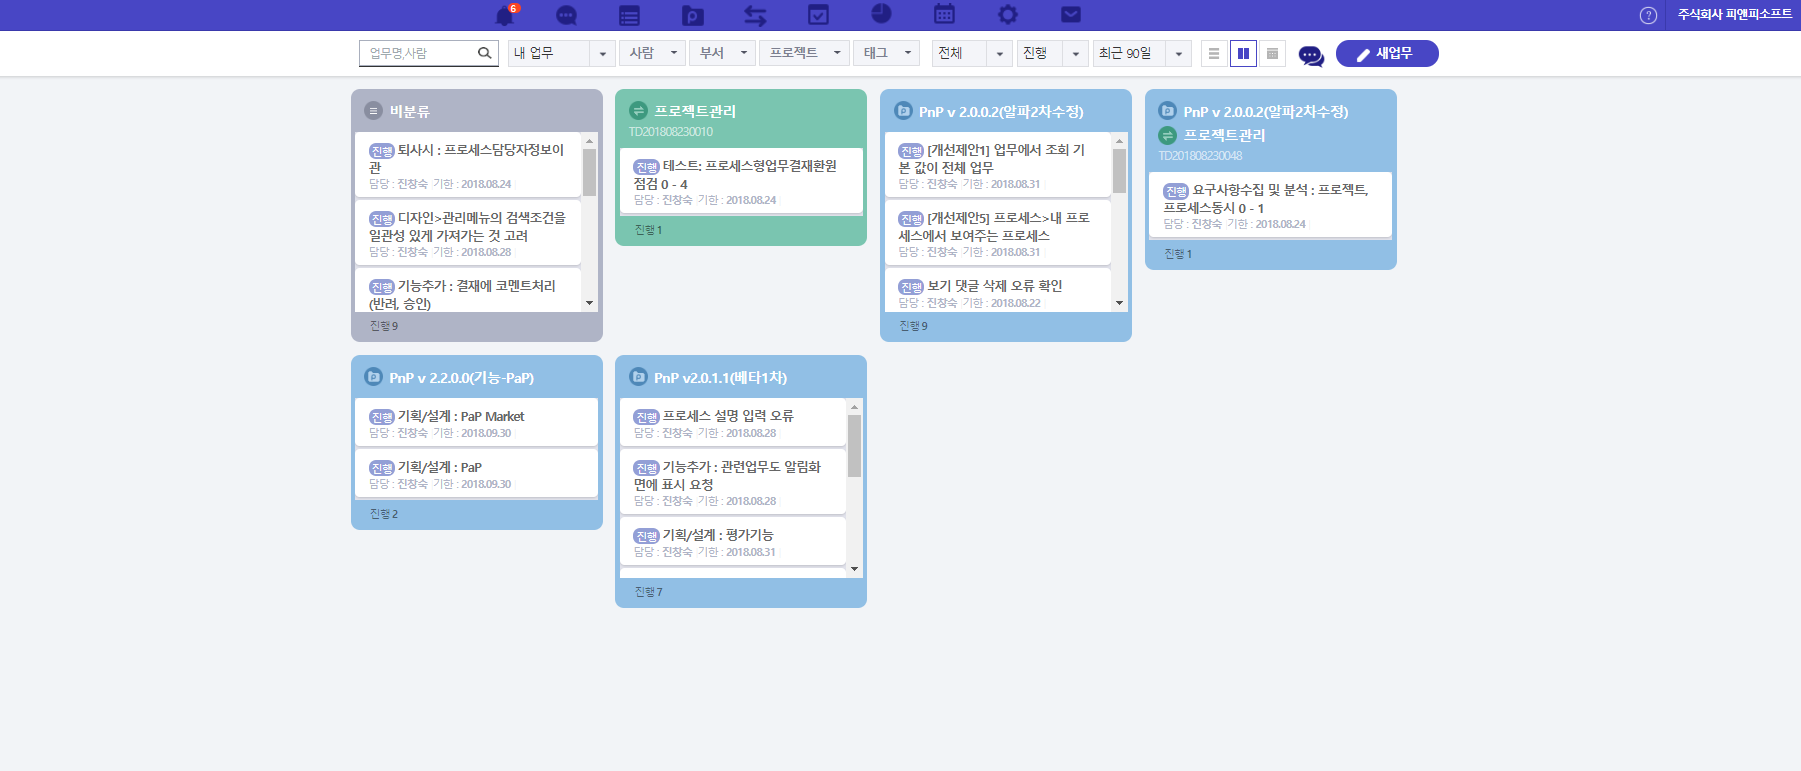 6
? 주식회사 피앤피소프트
업무명,사람 내 업무 사람 부서 프로젝트 태그 전체 진행 최근 90일 새업무
비분류
진행 퇴사시 : 프로세스담당자정보이
관
담당 : 진창숙 기한 : 2018.08.24
진행 디자인>관리메뉴의 검색조건을
일관성 있게 가져가는 것 고려
담당 : 진창숙 기한 : 2018.08.28
진행 기능추가 : 결재에 코멘트처리
(반려, 승인)
진행 9
프로젝트관리
TD201808230010
진행 테스트: 프로세스형업무결재환원
점검 0 - 4
담당 : 진창숙 기한 : 2018.08.24
진행 1
PnP v 2.0.0.2(알파2차수정)
진행 [개선제안1] 업무에서 조회 기
본 값이 전체 업무
담당 : 진창숙 기한 : 2018.08.31
진행 [개선제안5] 프로세스>내 프로
세스에서 보여주는 프로세스
담당 : 진창숙 기한 : 2018.08.31
진행 보기 댓글 삭제 오류 확인
담당 : 진창숙 기한 : 2018.08.22
진행 9
PnP v 2.0.0.2(알파2차수정)
프로젝트관리
TD201808230048
진행 요구사항수집 및 분석 : 프로젝트,
프로세스동시 0 - 1
담당 : 진창숙 기한 : 2018.08.24
진행 1
PnP v 2.2.0.0(기능-PaP)
진행 기획/설계 : PaP Market
담당 : 진창숙 기한 : 2018.09.30
진행 기획/설계 : PaP
담당 : 진창숙 기한 : 2018.09.30
진행 2
PnP v2.0.1.1(베타1차)
진행 프로세스 설명 입력 오류
담당 : 진창숙 기한 : 2018.08.28
진행 기능추가 : 관련업무도 알림화
면에 표시 요청
담당 : 진창숙 기한 : 2018.08.28
진행 기획/설계 : 평가기능
담당 : 진창숙 기한 : 2018.08.31
진행 7